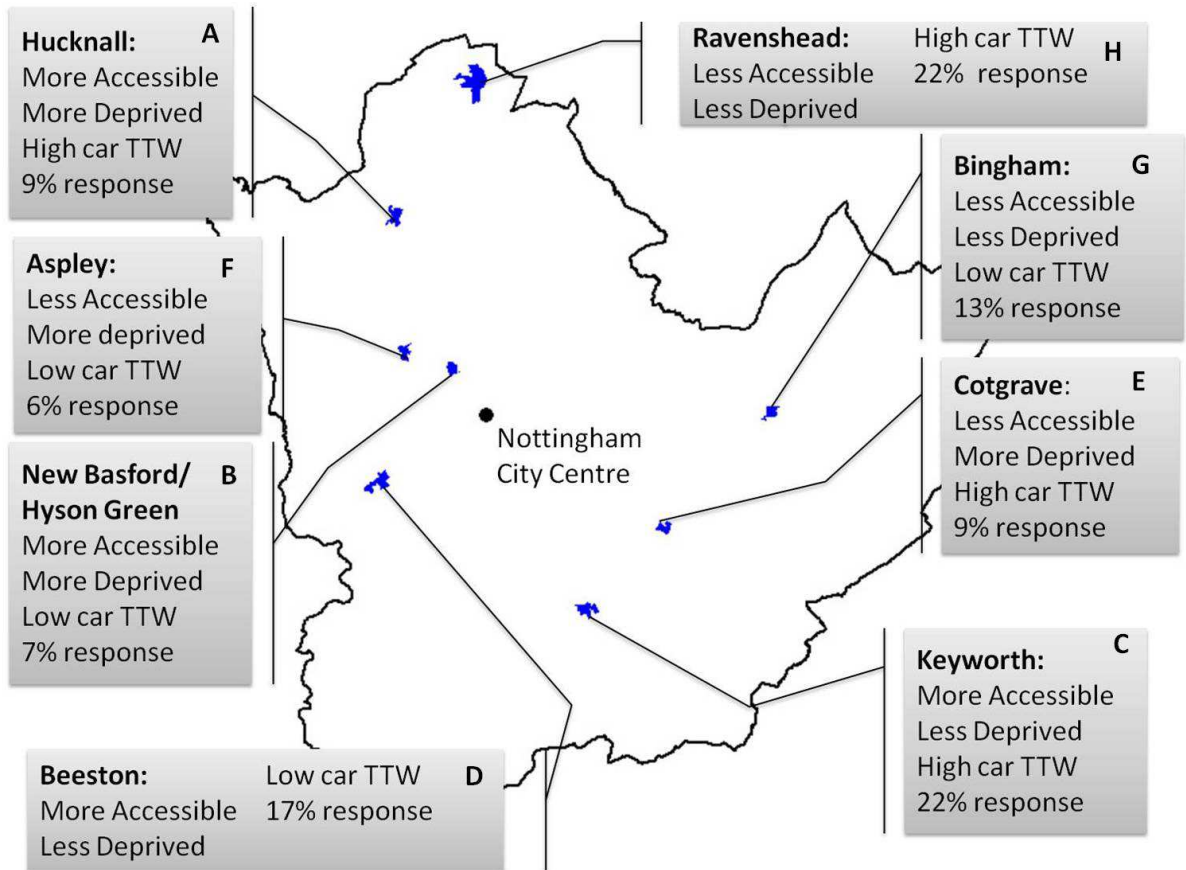 Hucknall: A
More Accessible
More Deprived
High car TTW
9% response
Ravenshead: High car TTW H
Less Accessible 22% response
Less Deprived
Bingham: G
Less Accessible
Less Deprived
Low car TTW
13% response
Aspley: F
Less Accessible
More deprived
Low car TTW
6% response
Cotgrave: E
Less Accessible
More Deprived
High car TTW
9% response
Nottingham
City Centre
New Basford/ B
Hyson Green
More Accessible
More Deprived
Low car TTW
7% response
Keyworth: C
More Accessible
Less Deprived
High car TTW
22% response
Beeston: Low car TTW D
More Accessible 17% response
Less Deprived